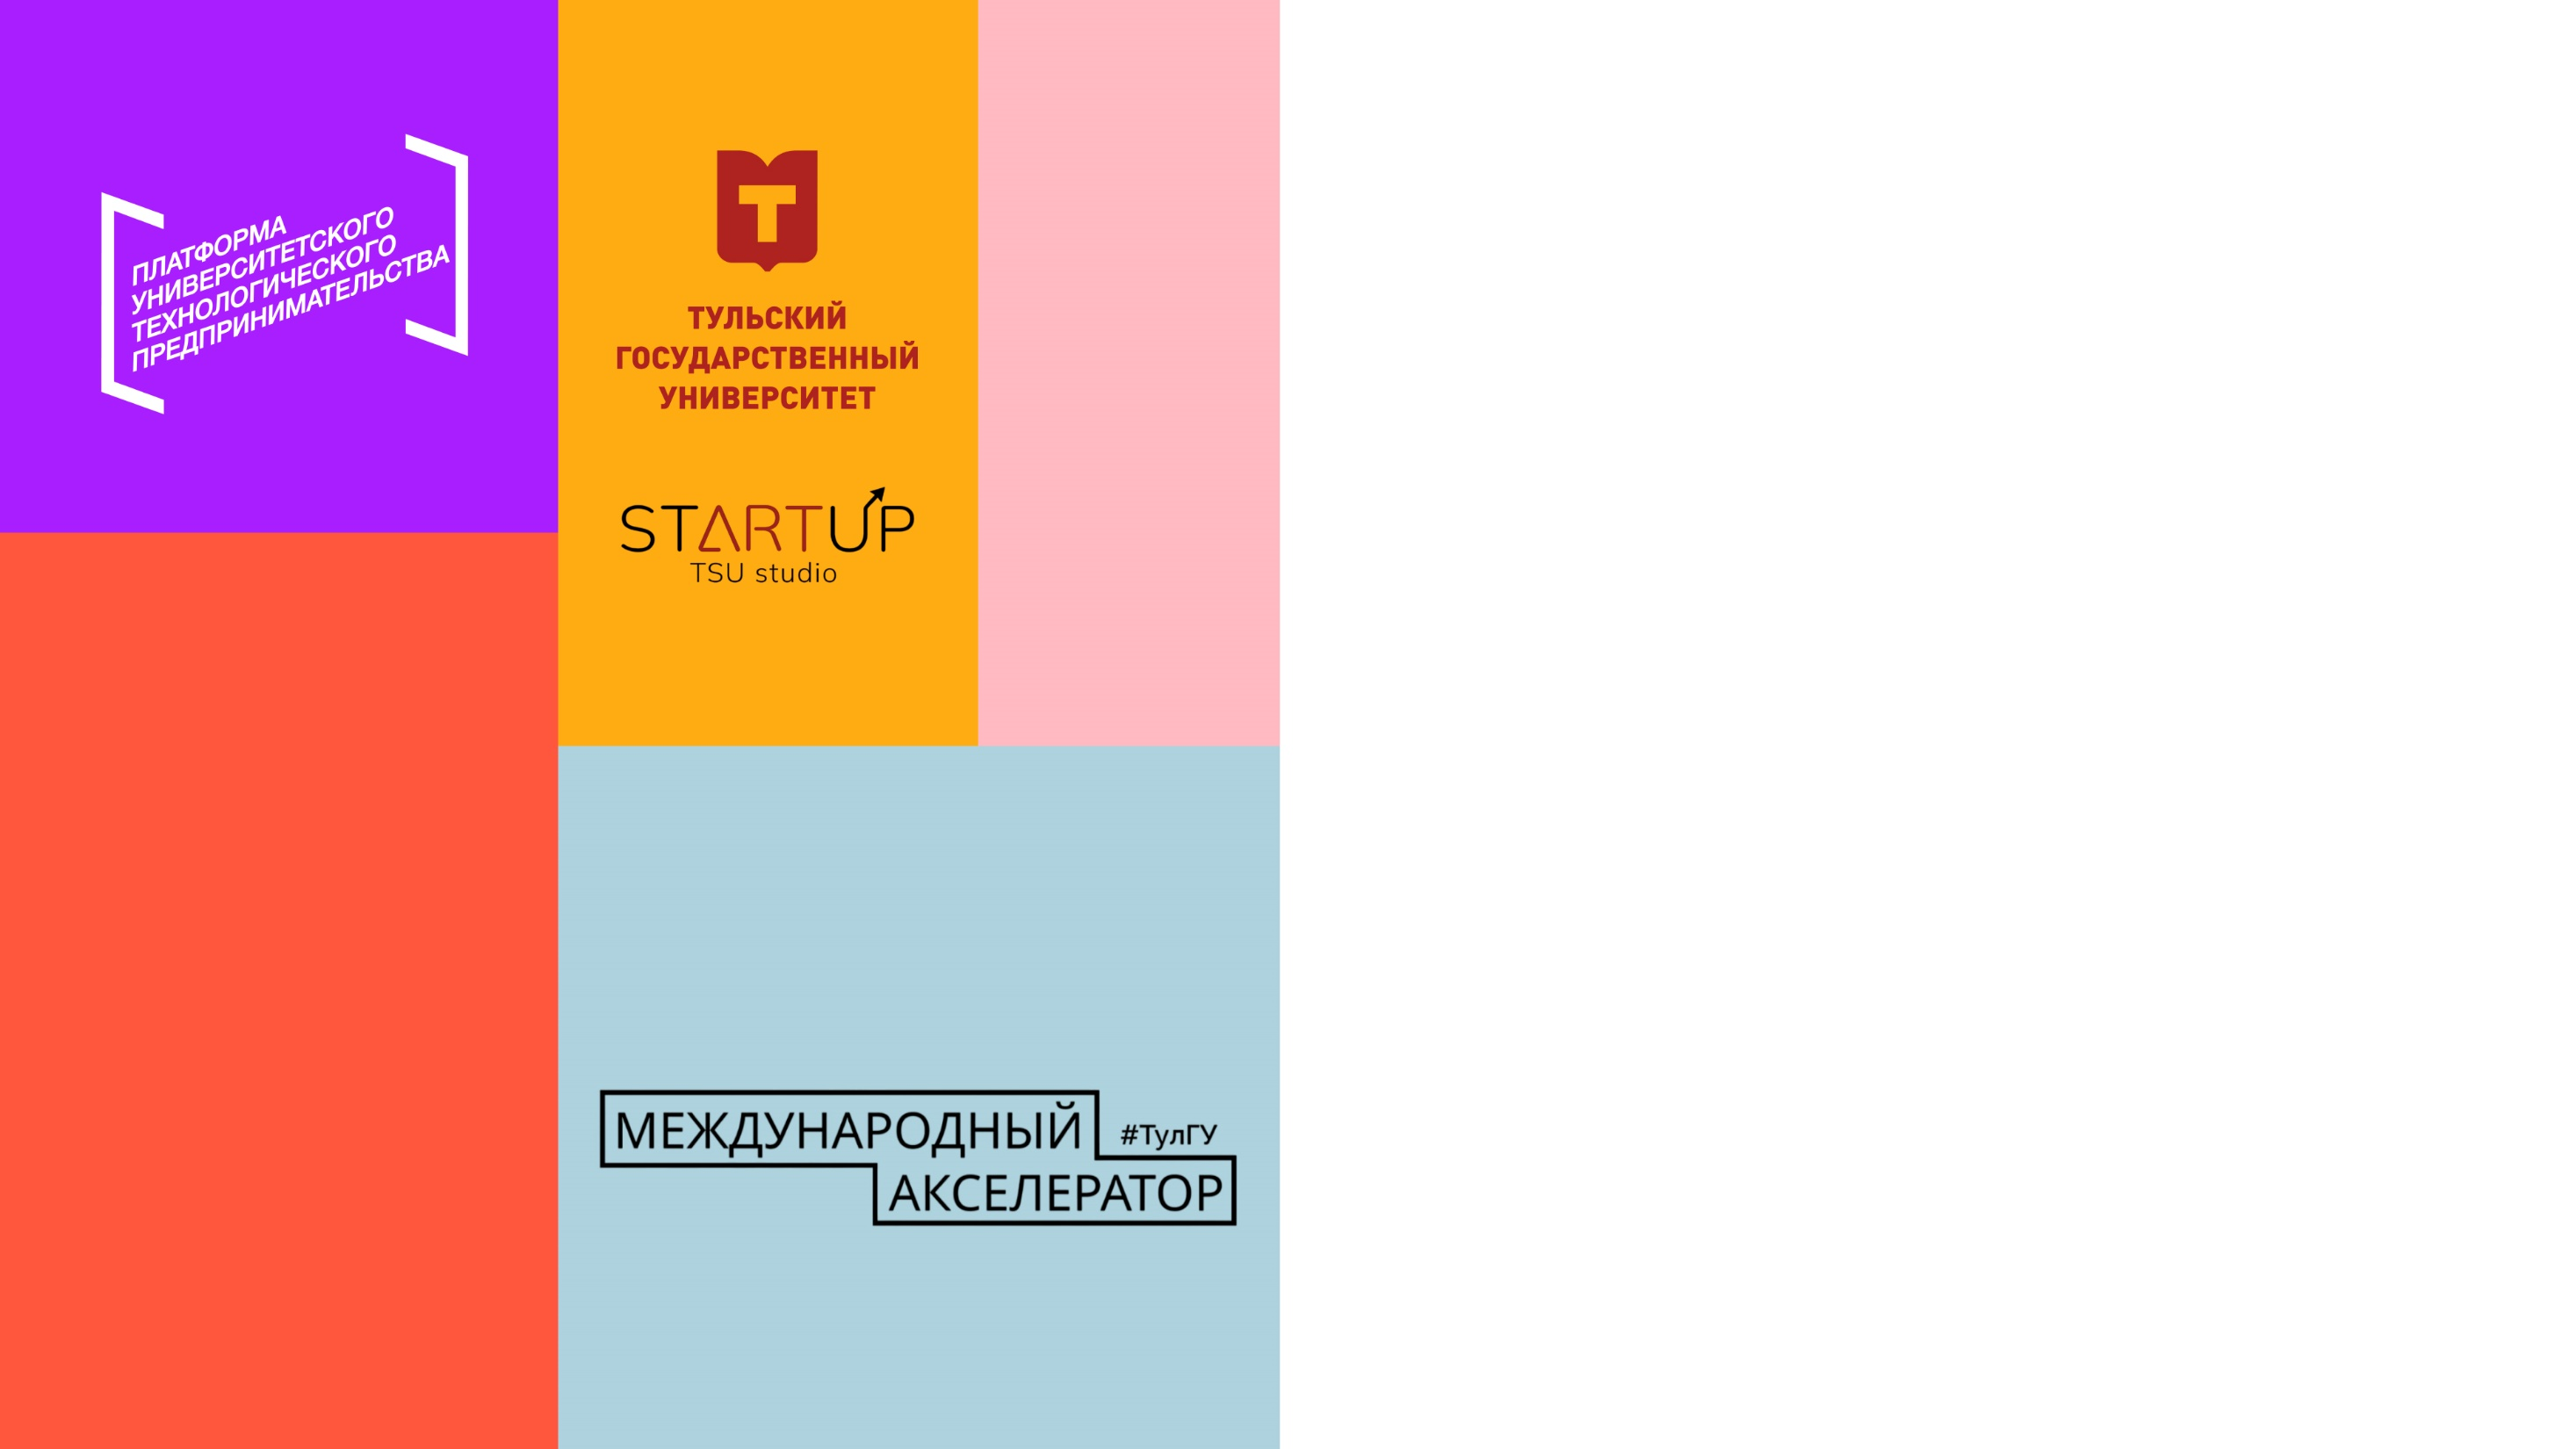 ПЛАТФОРМА
УНИВЕРСИТЕТСКОГО
ТЕХНОЛОГИЧЕСКОГО
ПРЕДПРИНИМАТЕЛЬСТВА
ТУЛЬСКИЙ
ГОСУДАРСТВЕННЫЙ
УНИВЕРСИТЕТ
STARTUP
TSU studio
МЕЖДУНАРОДНЫЙ #ТулГУ
АКСЕЛЕРАТОР